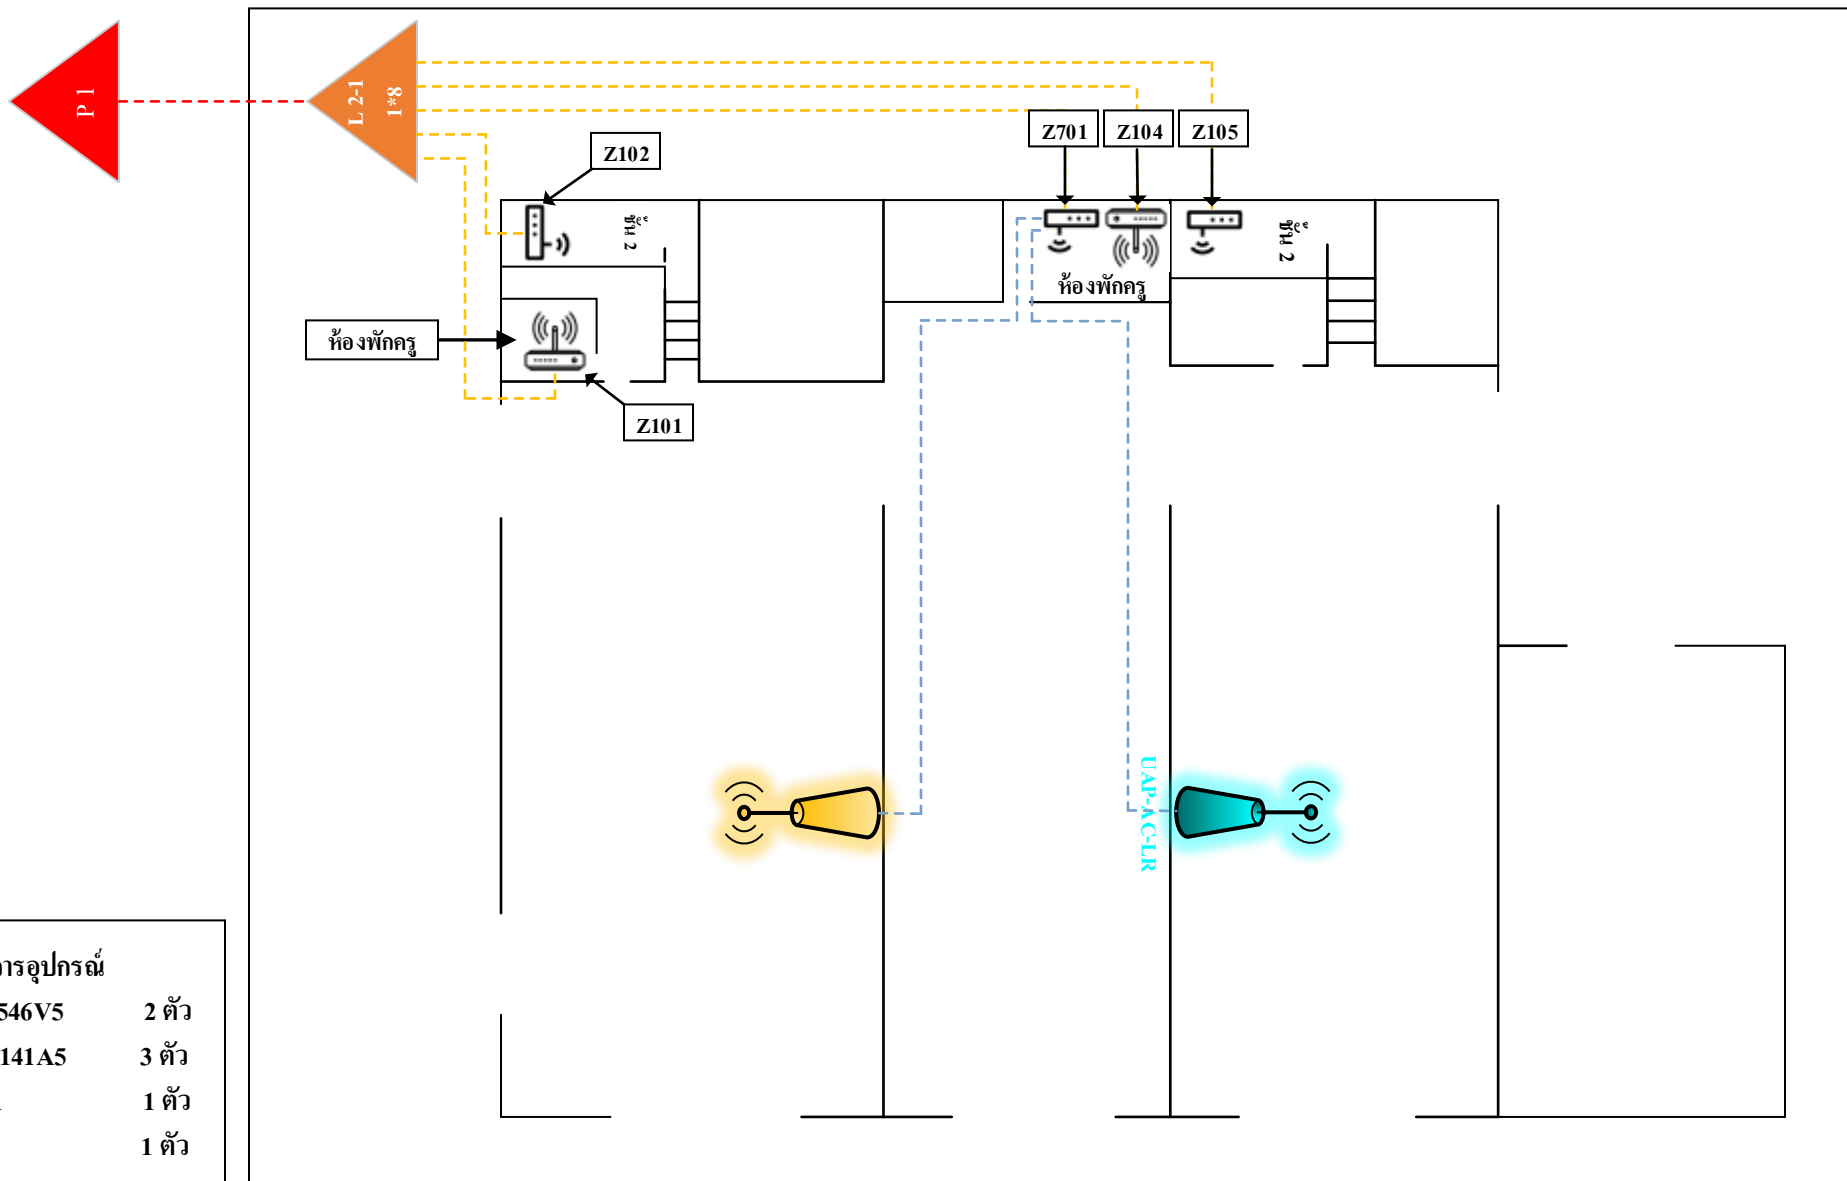 P 1
L 2-1
1*8
Z102
Z701
Z104
Z105
ชั้น 2
ชั้น 2
ห้องพักครู
ห้องพักครู
Z101
UAP-AC-LR
ารอุปกรณ์
546V5 2 ตัว
141A5 3 ตัว
1 ตัว
1 ตัว